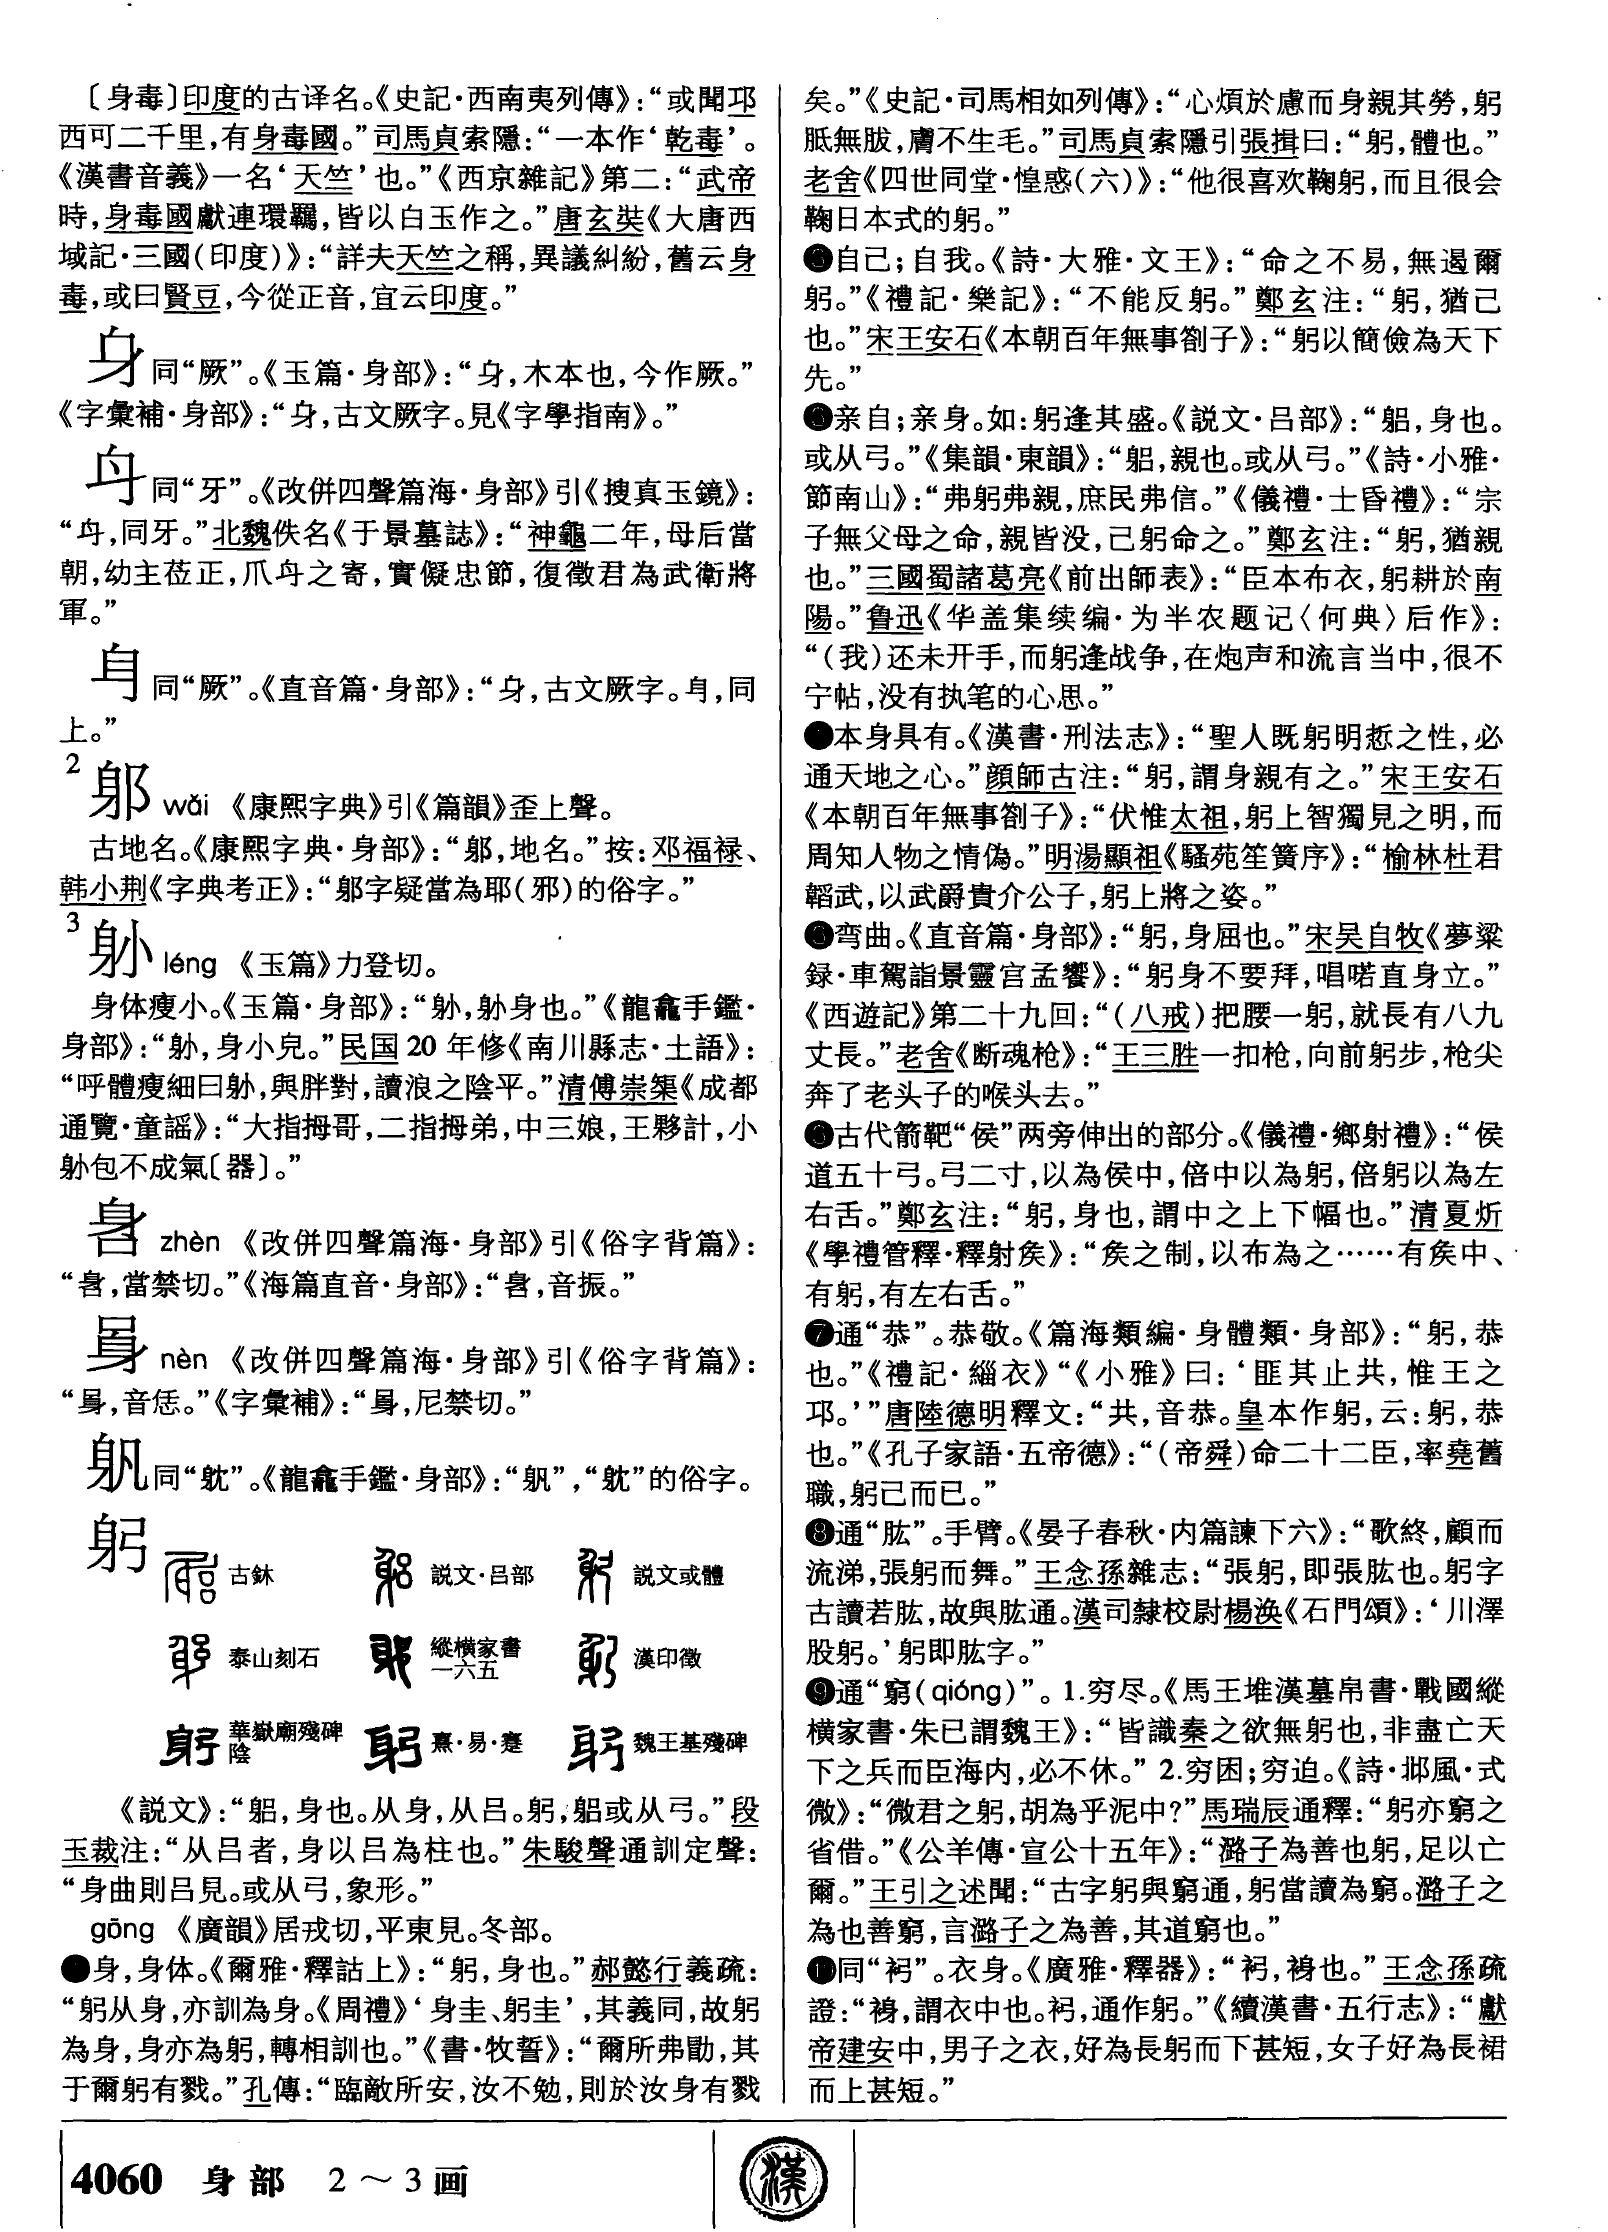 〔身毒〕印度的古译名。《史記·西南夷列傳》：“或聞邛
西可二千里，有身毒國。”司馬貞索隱：“一本作‘乾毒’。
《漢書音義》一名‘天竺’也。”《西京雜記》第二：“武帝
時，身毒國獻連環羈，皆以白玉作之。”唐玄奘《大唐西
域記·三國（印度）》：“詳夫天竺之稱，異議糾紛，舊云身
毒，或曰賢豆，今從正音，宜云印度。”
同“厥”。《玉篇·身部》：“，木本也，今作厥。”
《字彙補·身部》：“，古文厥字。見《字學指南》。”
同“牙”。《改併四聲篇海·身部》引《搜真玉鏡》：
“，同牙。”北魏佚名《于景墓誌》：“神龜二年，母后當
朝，幼主莅正，爪之寄，實儗忠節，復徵君為武衛將
軍。”
同“厥”。《直音篇·身部》：“，古文厥字。，同
上。”
2
䠳 wǎi 《康熙字典》引《篇韻》歪上聲。
古地名。《康熙字典·身部》：“，地名。”按：邓福禄、
韩小荆《字典考正》：“字疑當為耶（邪）的俗字。”
3
léng 《玉篇》力登切。
身体瘦小。《玉篇·身部》：“，身也。”《龍龕手鑑·
身部》：“，身小皃。”民国20年修《南川縣志·土語》：
“呼體瘦細曰，與胖對，讀浪之陰平。”清傅崇榘《成都
通覽·童謡》：“大指拇哥，二指拇弟，中三娘，王夥計，小
包不成氣〔器〕。”
zhèn 《改併四聲篇海·身部》引《俗字背篇》：
“，當禁切。”《海篇直音·身部》：“，音振。”
nèn 《改併四聲篇海·身部》引《俗字背篇》：
“，音恁。”《字彙補》：“，尼禁切。”
同“躭”。《龍龕手鑑·身部》：“”，“躭”的俗字。
躬
古鉥 説文·吕部 説文或體
泰山刻石 縱横家書一六五 漢印徵
華嶽廟殘碑陰 熹·易·蹇 魏王基殘碑
《説文》：“躳，身也。从身，从吕。躬，躳或从弓。”段
玉裁注：“从吕者，身以吕為柱也。”朱駿聲通訓定聲：
“身曲則吕見。或从弓，象形。”
gōng 《廣韻》居戎切，平東見。冬部。
❶身，身体。《爾雅·釋詁上》：“躬，身也。”郝懿行義疏：
“躬从身，亦訓為身。《周禮》‘身圭、躬圭’，其義同，故躬
為身，身亦為躬，轉相訓也。”《書·牧誓》：“爾所弗勖，其
于爾躬有戮。”孔傳：“臨敵所安，汝不勉，則於汝身有戮
矣。”《史記·司馬相如列傳》：“心煩於慮而身親其勞，躬
胝無胈，膚不生毛。”司馬貞索隱引張揖曰：“躬，體也。”
老舍《四世同堂·惶惑（六）》：“他很喜欢鞠躬，而且很会
鞠日本式的躬。”
❷自己；自我。《詩·大雅·文王》：“命之不易，無遏爾
躬。”《禮記·樂記》：“不能反躬。”鄭玄注：“躬，猶己
也。”宋王安石《本朝百年無事劄子》：“躬以簡儉為天下
先。”
❸亲自；亲身。如：躬逢其盛。《説文·吕部》：“躳，身也。
或从弓。”《集韻·東韻》：“躳，親也。或从弓。”《詩·小雅·
節南山》：“弗躬弗親，庶民弗信。”《儀禮·士昏禮》：“宗
子無父母之命，親皆没，己躬命之。”鄭玄注：“躬，猶親
也。”三國蜀諸葛亮《前出師表》：“臣本布衣，躬耕於南
陽。”鲁迅《华盖集续编·为半农题记〈何典〉后作》：
“（我）还未开手，而躬逢战争，在炮声和流言当中，很不
宁帖，没有执笔的心思。”
❹本身具有。《漢書·刑法志》：“聖人既躬明悊之性，必
通天地之心。”顔師古注：“躬，謂身親有之。”宋王安石
《本朝百年無事劄子》：“伏惟太祖，躬上智獨見之明，而
周知人物之情偽。”明湯顯祖《騷苑笙簧序》：“榆林杜君
韜武，以武爵貴介公子，躬上將之姿。”
❺弯曲。《直音篇·身部》：“躬，身屈也。”宋吴自牧《夢粱
録·車駕詣景靈宫孟饗》：“躬身不要拜，唱喏直身立。”
《西遊記》第二十九回：“（八戒）把腰一躬，就長有八九
丈長。”老舍《断魂枪》：“王三胜一扣枪，向前躬步，枪尖
奔了老头子的喉头去。”
❻古代箭靶“侯”两旁伸出的部分。《儀禮·鄉射禮》：“侯
道五十弓。弓二寸，以為侯中，倍中以為躬，倍躬以為左
右舌。”鄭玄注：“躬，身也，謂中之上下幅也。”清夏炘
《學禮管釋·釋射矦》：“矦之制，以布為之……有矦中、
有躬，有左右舌。”
❼通“恭”。恭敬。《篇海類編·身體類·身部》：“躬，恭
也。”《禮記·緇衣》“《小雅》曰：‘匪其止共，惟王之
邛。’”唐陸德明釋文：“共，音恭。皇本作躬，云：躬，恭
也。”《孔子家語·五帝德》：“（帝舜）命二十二臣，率堯舊
職，躬己而已。”
❽通“肱”。手臂。《晏子春秋·内篇諫下六》：“歌終，顧而
流涕，張躬而舞。”王念孫雜志：“張躬，即張肱也。躬字
古讀若肱，故與肱通。漢司隸校尉楊涣《石門頌》：‘川澤
股躬。’躬即肱字。”
❾通“窮（qióng）”。1.穷尽。《馬王堆漢墓帛書·戰國縱
横家書·朱已謂魏王》：“皆識秦之欲無躬也，非盡亡天
下之兵而臣海内，必不休。”2.穷困；穷迫。《詩·邶風·式
微》：“微君之躬，胡為乎泥中？”馬瑞辰通釋：“躬亦窮之
省借。”《公羊傳·宣公十五年》：“潞子為善也躬，足以亡
爾。”王引之述聞：“古字躬與窮通，躬當讀為窮。潞子之
為也善窮，言潞子之為善，其道窮也。”
❿同“䘪”。衣身。《廣雅·釋器》：“䘪，裑也。”王念孫疏
證：“裑，謂衣中也。䘪，通作躬。”《續漢書·五行志》：“獻
帝建安中，男子之衣，好為長躬而下甚短，女子好為長裙
而上甚短。”
4060 身部 2～3画
漢